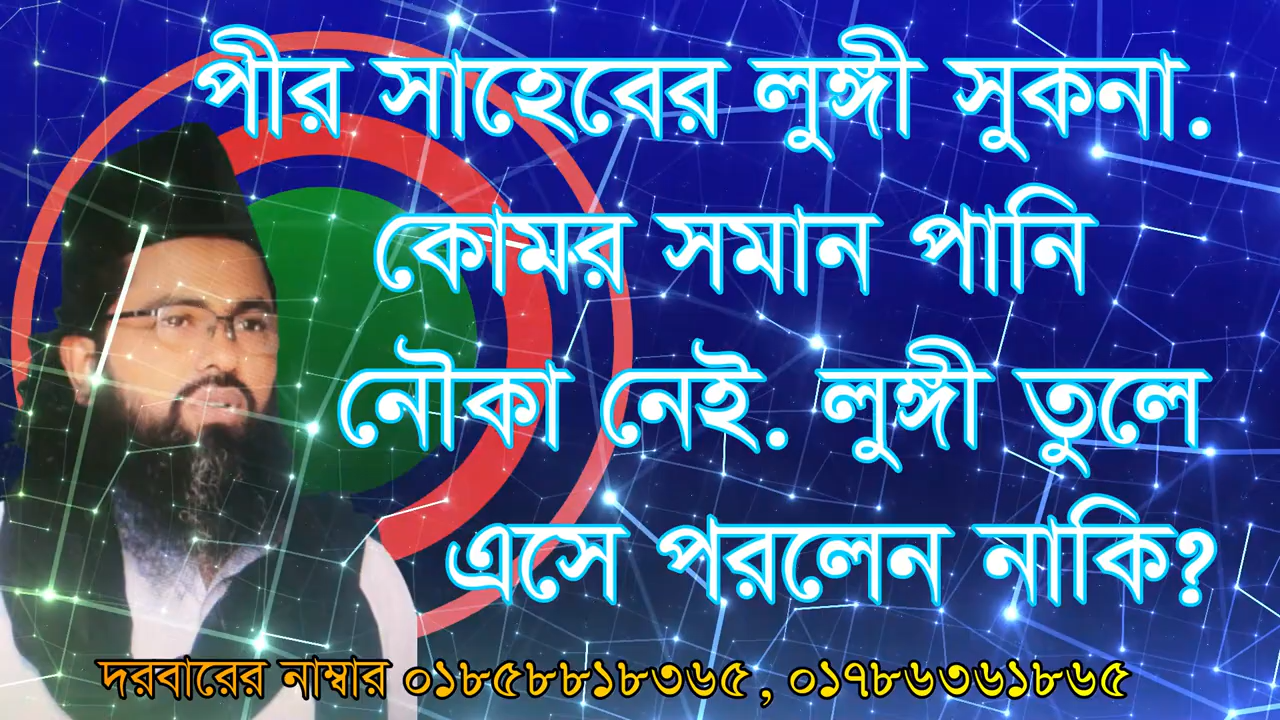 পীর সাহেবের লুঙ্গী সুকনা.
কোমর সমান পানি
নৌকা নেই. লুঙ্গী তুলে
এসে পরলেন নাকি?
দরবারের নাম্বার ০১৮৫৮৮১৮৩৬৫, ০১৭৮৬৩৬১৮৬৫